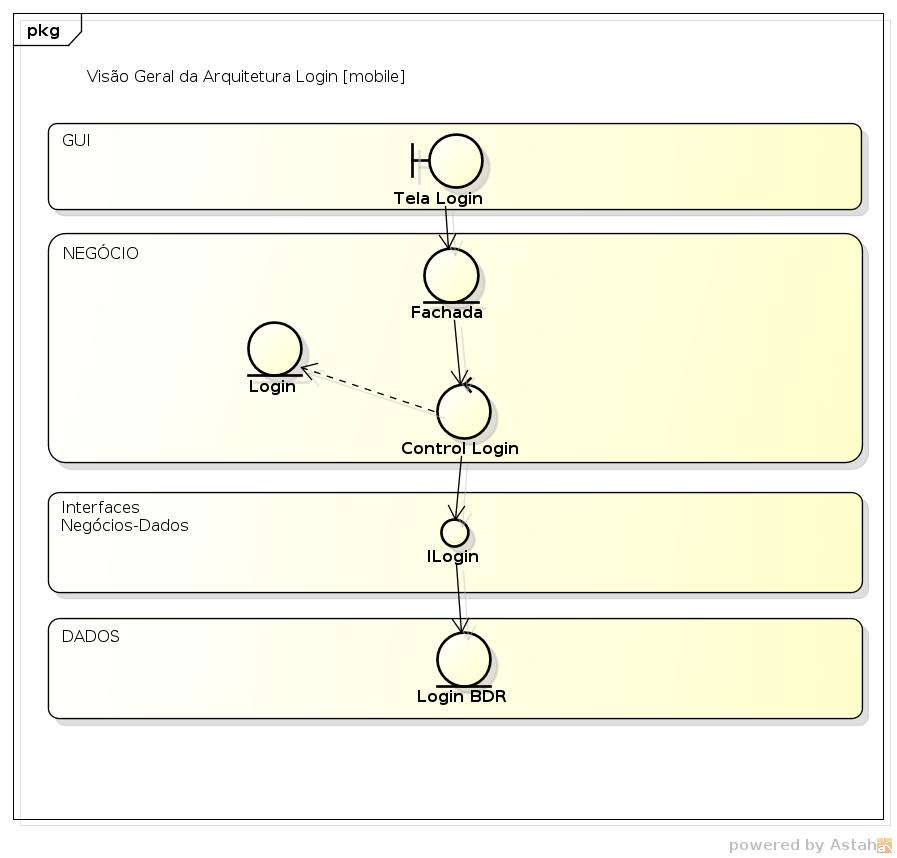 pkg
Visão Geral da Arquitetura Login [mobile]
GUI
Tela Login
NEGÓCIO
Fachada
Login
Control Login
Interfaces
Negócios-Dados
ILogin
DADOS
Login BDR
powered by Astah